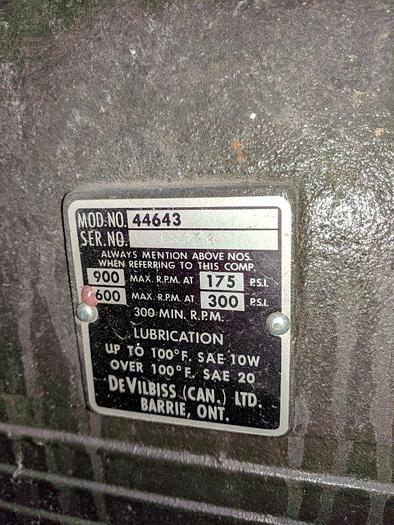 MOD.NO. 44643
SER.NO.
ALWAYS MENTION ABOVE NOS.
WHEN REFERRING TO THIS COMP.
900 MAX. R.P.M. AT 175 P.S.I.
600 MAX. R.P.M. AT 300 P.S.I.
300 MIN. R.P.M.
LUBRICATION
UP TO 100°F. SAE 10W
OVER 100°F. SAE 20
DEVILBISS (CAN.) LTD.
BARRIE, ONT.